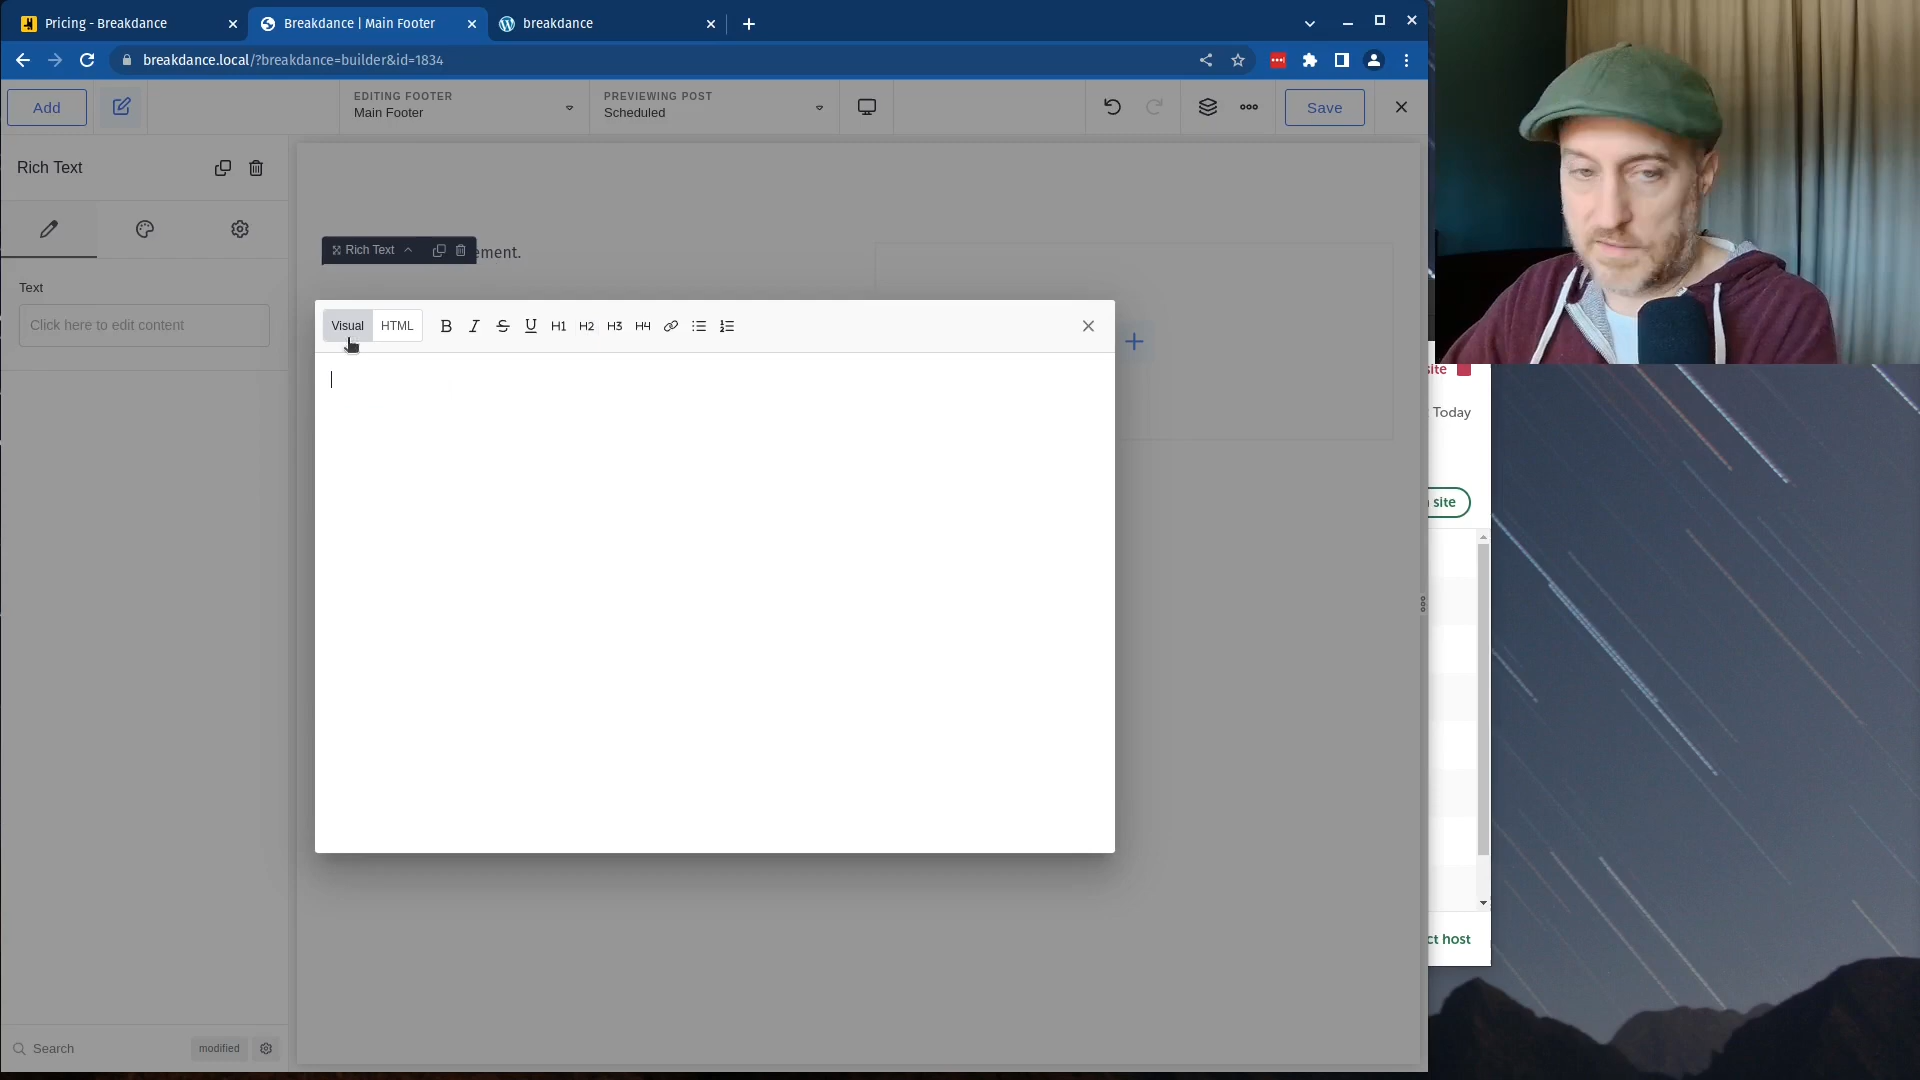 Pricing - Breakdance
Breakdance | Main Footer
breakdance
breakdance.local/?breakdance=builder&id=1834
Add
EDITING FOOTER
Main Footer
PREVIEWING POST
Scheduled
Save
Rich Text
Text
Click here to edit content
Rich Text
ement.
Visual
HTML
B
I
S
U
H1
H2
H3
H4
site
Today
site
ct host
Search
modified